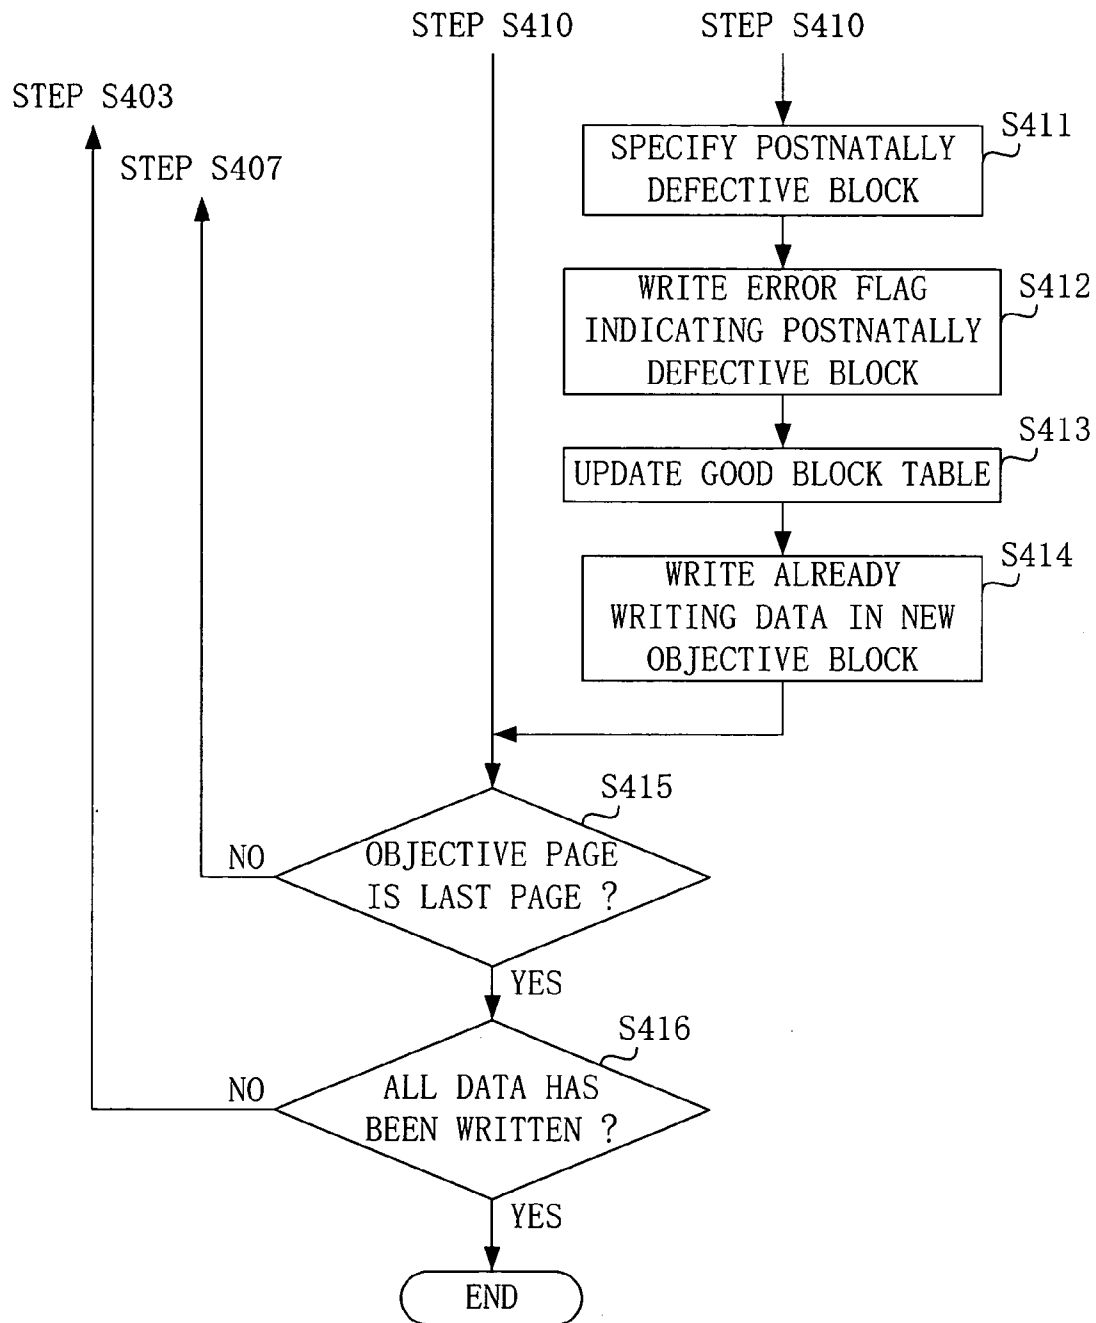 STEP S410
STEP S410
STEP S403
STEP S407
S411
SPECIFY POSTNATALLY
DEFECTIVE BLOCK
S412
WRITE ERROR FLAG
INDICATING POSTNATALLY
DEFECTIVE BLOCK
S413
UPDATE GOOD BLOCK TABLE
S414
WRITE ALREADY
WRITING DATA IN NEW
OBJECTIVE BLOCK
S415
OBJECTIVE PAGE
IS LAST PAGE ?
NO
YES
S416
ALL DATA HAS
BEEN WRITTEN ?
NO
YES
END